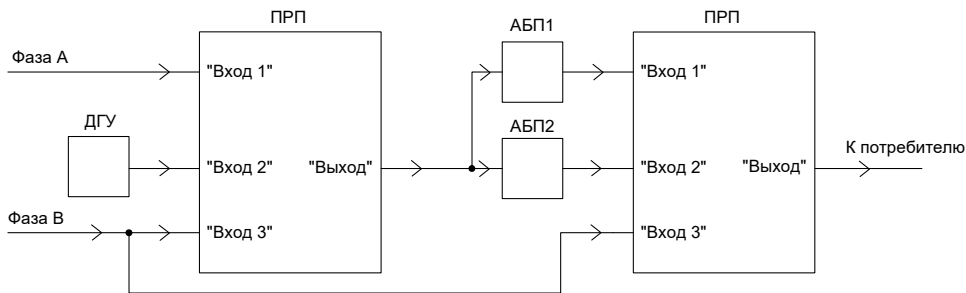 ПРП
АБП1
ПРП
Фаза А
"Вход 1"
"Вход 1"
ДГУ
АБП2
"Вход 2"
"Выход"
"Вход 2"
"Выход"
К потребителю
Фаза В
"Вход 3"
"Вход 3"